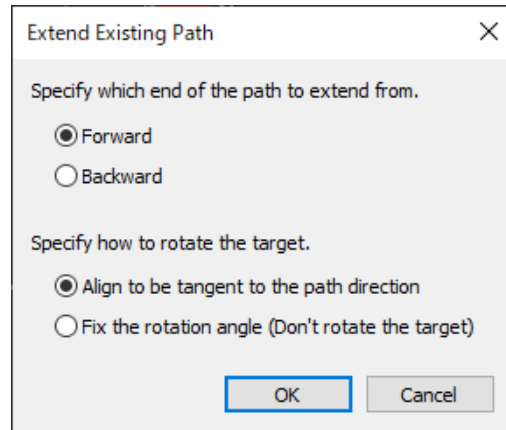 Extend Existing Path
Specify which end of the path to extend from.
Forward
Backward
Specify how to rotate the target.
Align to be tangent to the path direction
Fix the rotation angle (Don't rotate the target)
OK Cancel